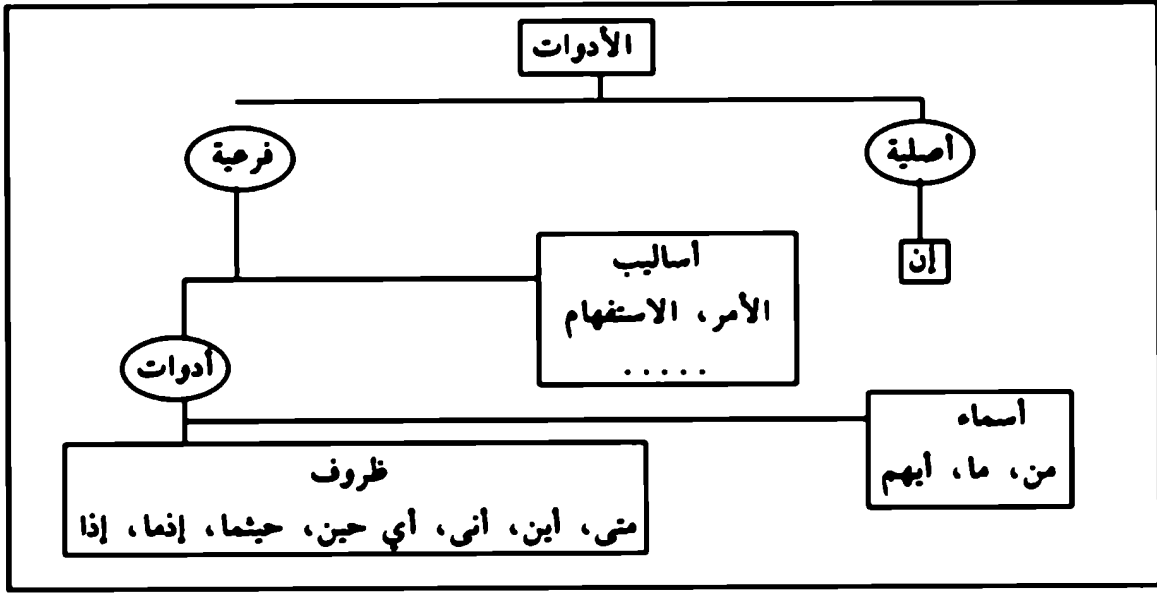 الأدوات
أصلية
فرعية
إن
أساليب
الأمر، الاستفهام
.....
أدوات
أسماء
من، ما، أيهم
ظروف
متى، أين، أنى، أي حين، حيثما، إذما، إذا